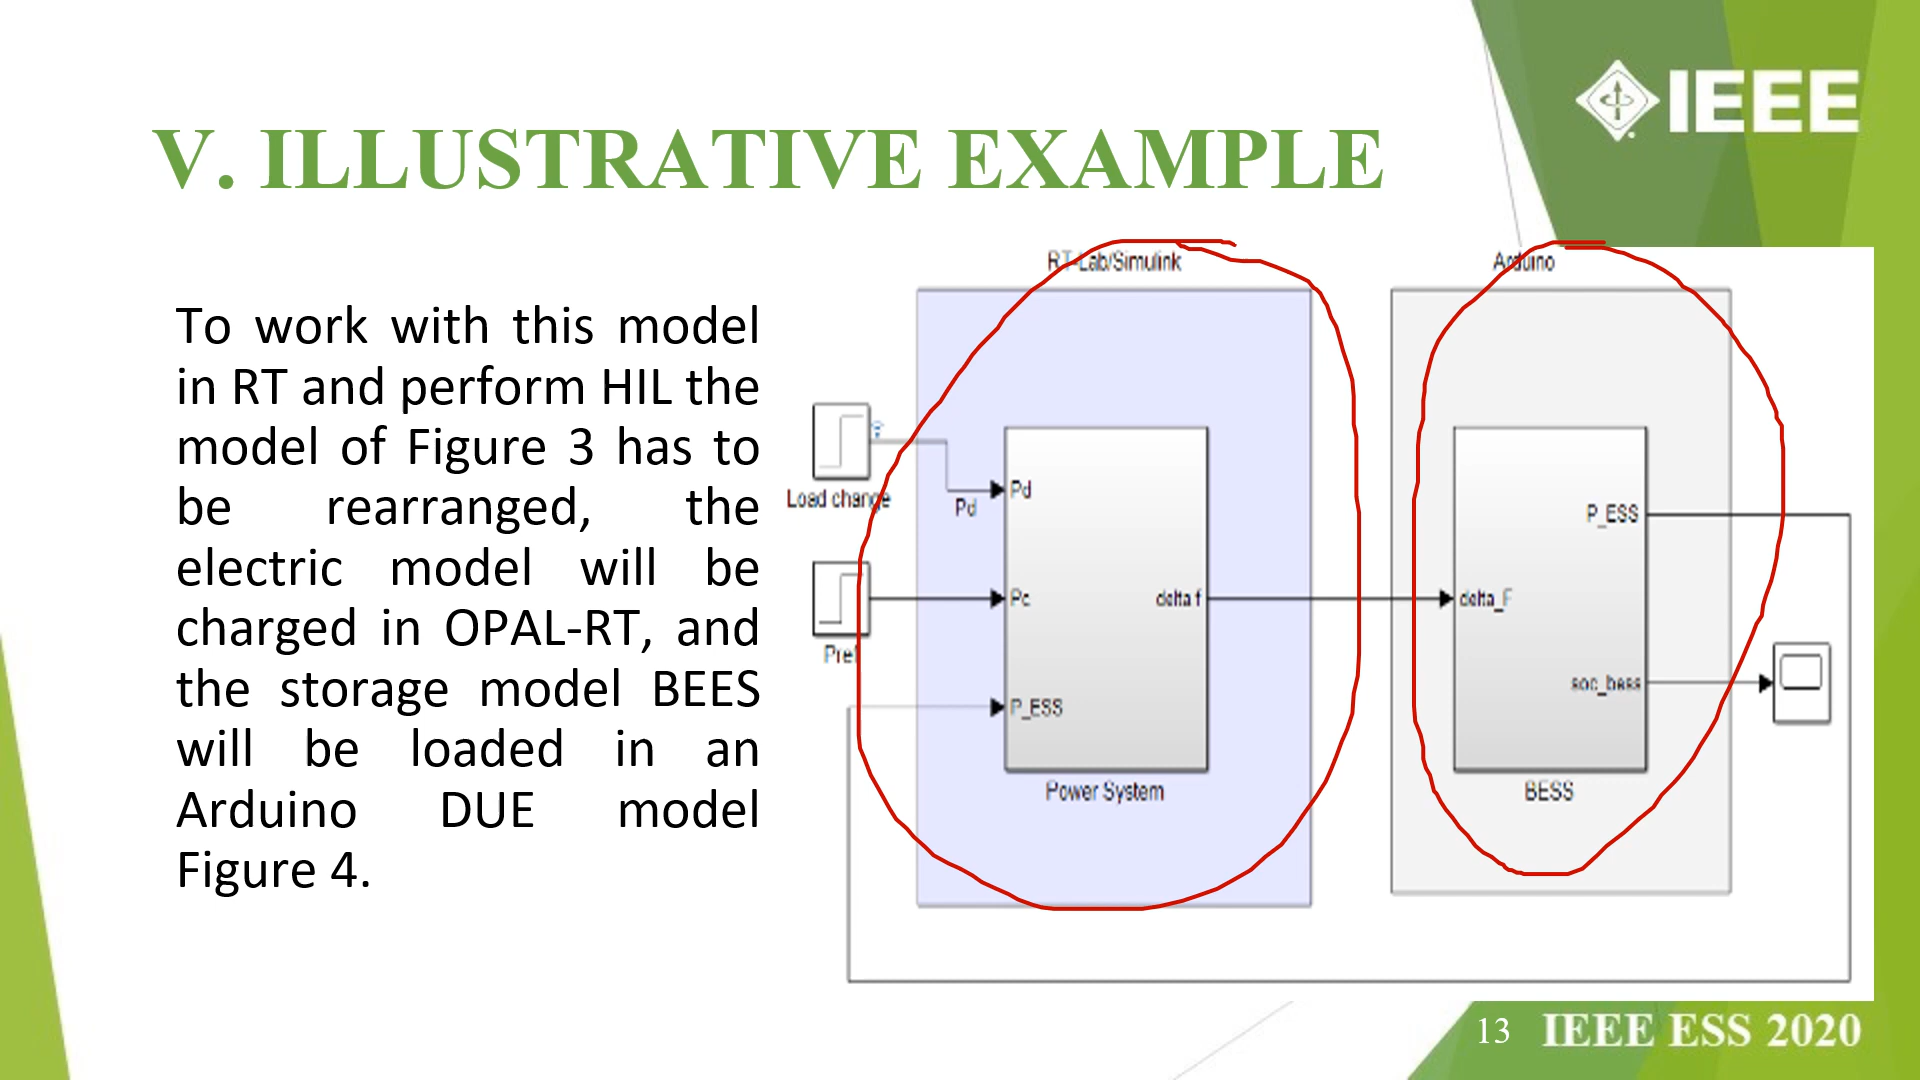 IEEE
V. ILLUSTRATIVE EXAMPLE
To work with this model
in RT and perform HIL the
model of Figure 3 has to
be rearranged, the
electric model will be
charged in OPAL-RT, and
the storage model BEES
will be loaded in an
Arduino DUE model
Figure 4.
RT-Lab/Simulink
Arduino
Load change
Pd
Pd
P_ESS
Pref
Pc
delta f
delta_F
P_ESS
soc_bess
Power System
BESS
13
IEEE ESS 2020